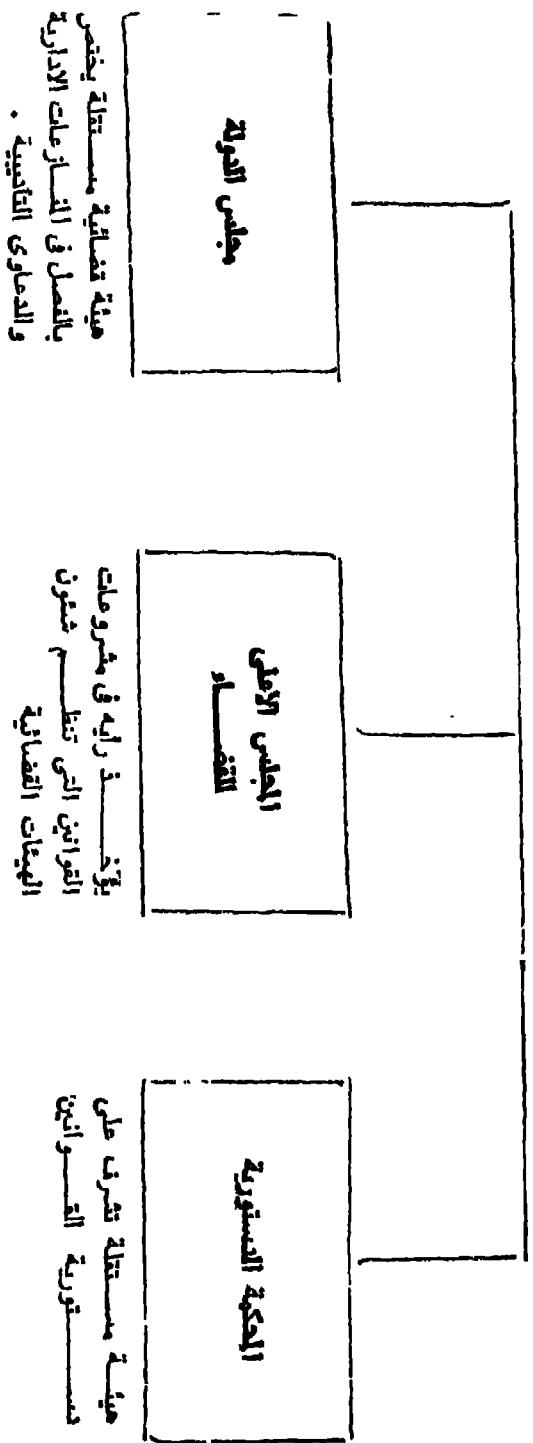 المحكمة الدستورية
هيئة مستقلة تشرف على
دستورية القوانين
المجلس الأعلى
للقضاء
يؤخذ رأيه فى مشروعات
القوانين التى تنظم شئون
الهيئات القضائية
مجلس الدولة
هيئة قضائية مستقلة يختص
بالفصل فى المنازعات الادارية
والدعاوى التأديبية .